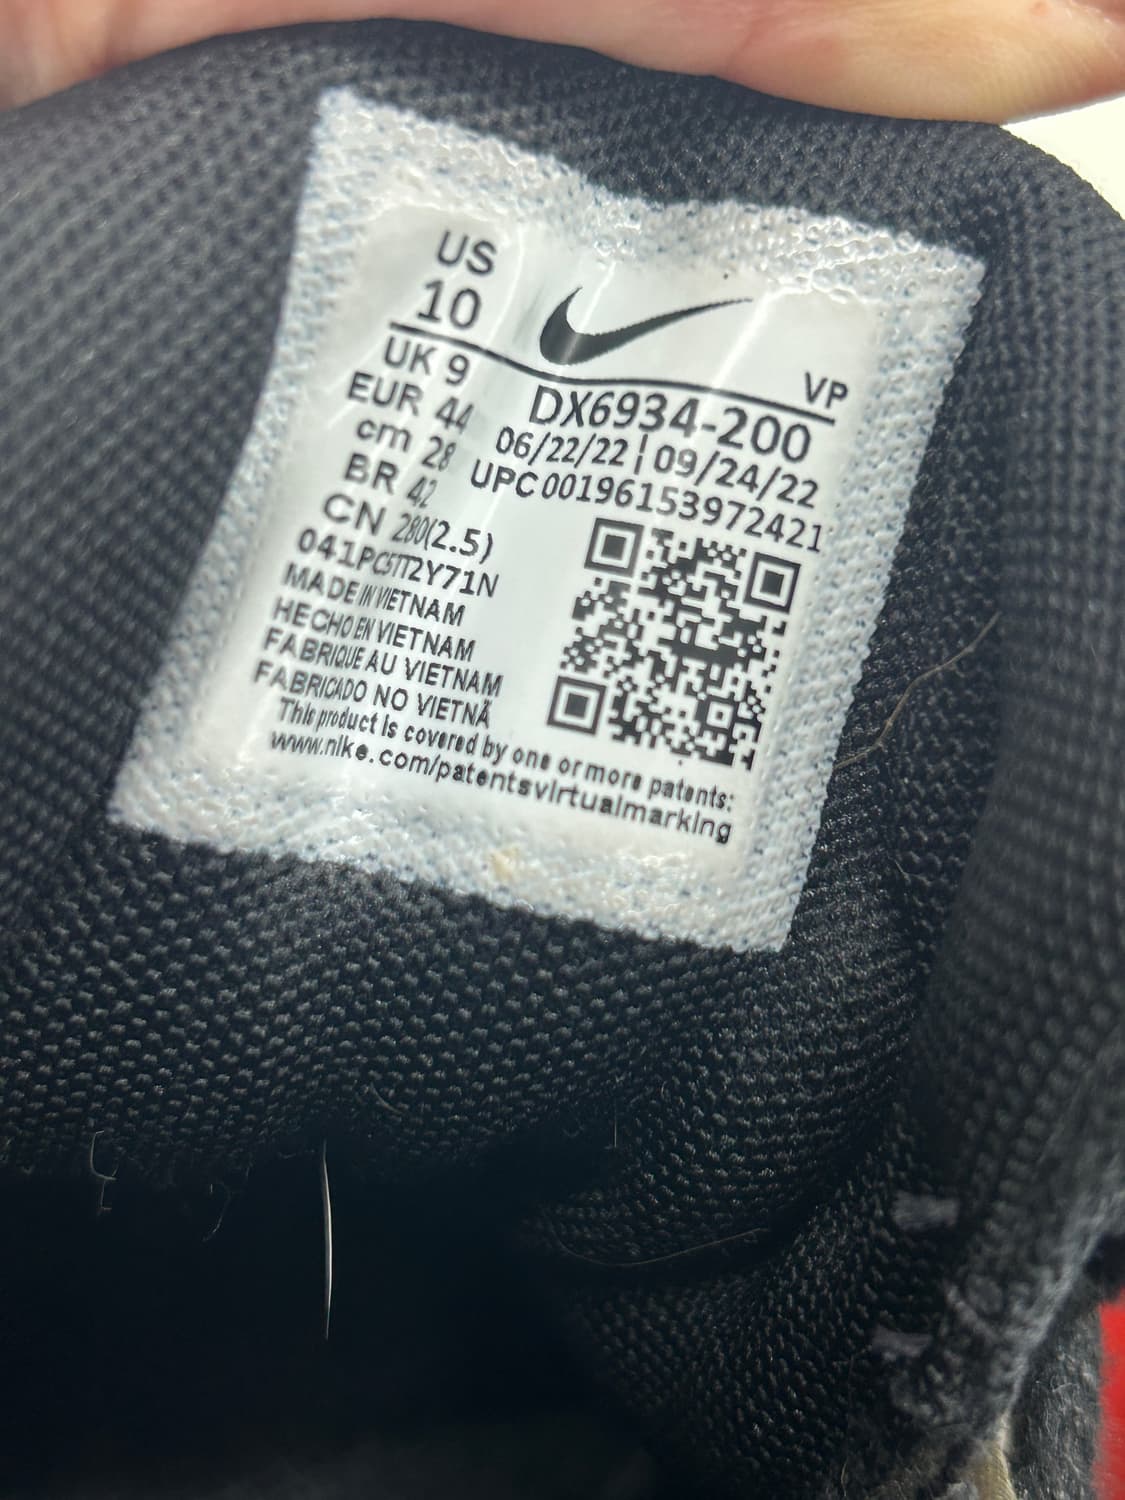 US
10
UK 9
EUR 44
cm 28
BR 42
CN 280(2.5)
VP
DX6934-200
06/22/22 | 09/24/22
UPC 00196153972421
041PC5TT2Y71N
MADE IN VIETNAM
HECHO EN VIETNAM
FABRIQUE AU VIETNAM
FABRICADO NO VIETNÃ
This product is covered by one or more patents:
www.nike.com/patentsvirtualmarking